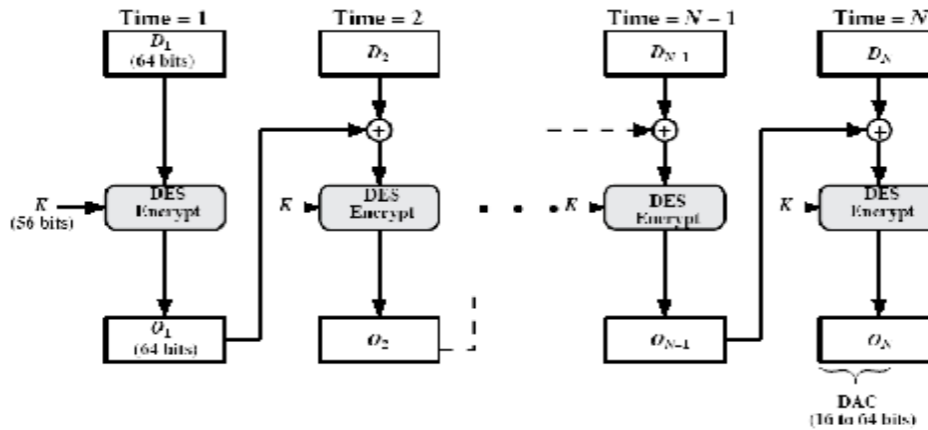 Time = 1
Time = 2
Time = N – 1
Time = N
D1
(64 bits)
D2
DN-1
DN
+
+
+
K
(56 bits)
DES
Encrypt
K
DES
Encrypt
• • •
K
DES
Encrypt
K
DES
Encrypt
O1
(64 bits)
O2
ON-1
ON
DAC
(16 to 64 bits)